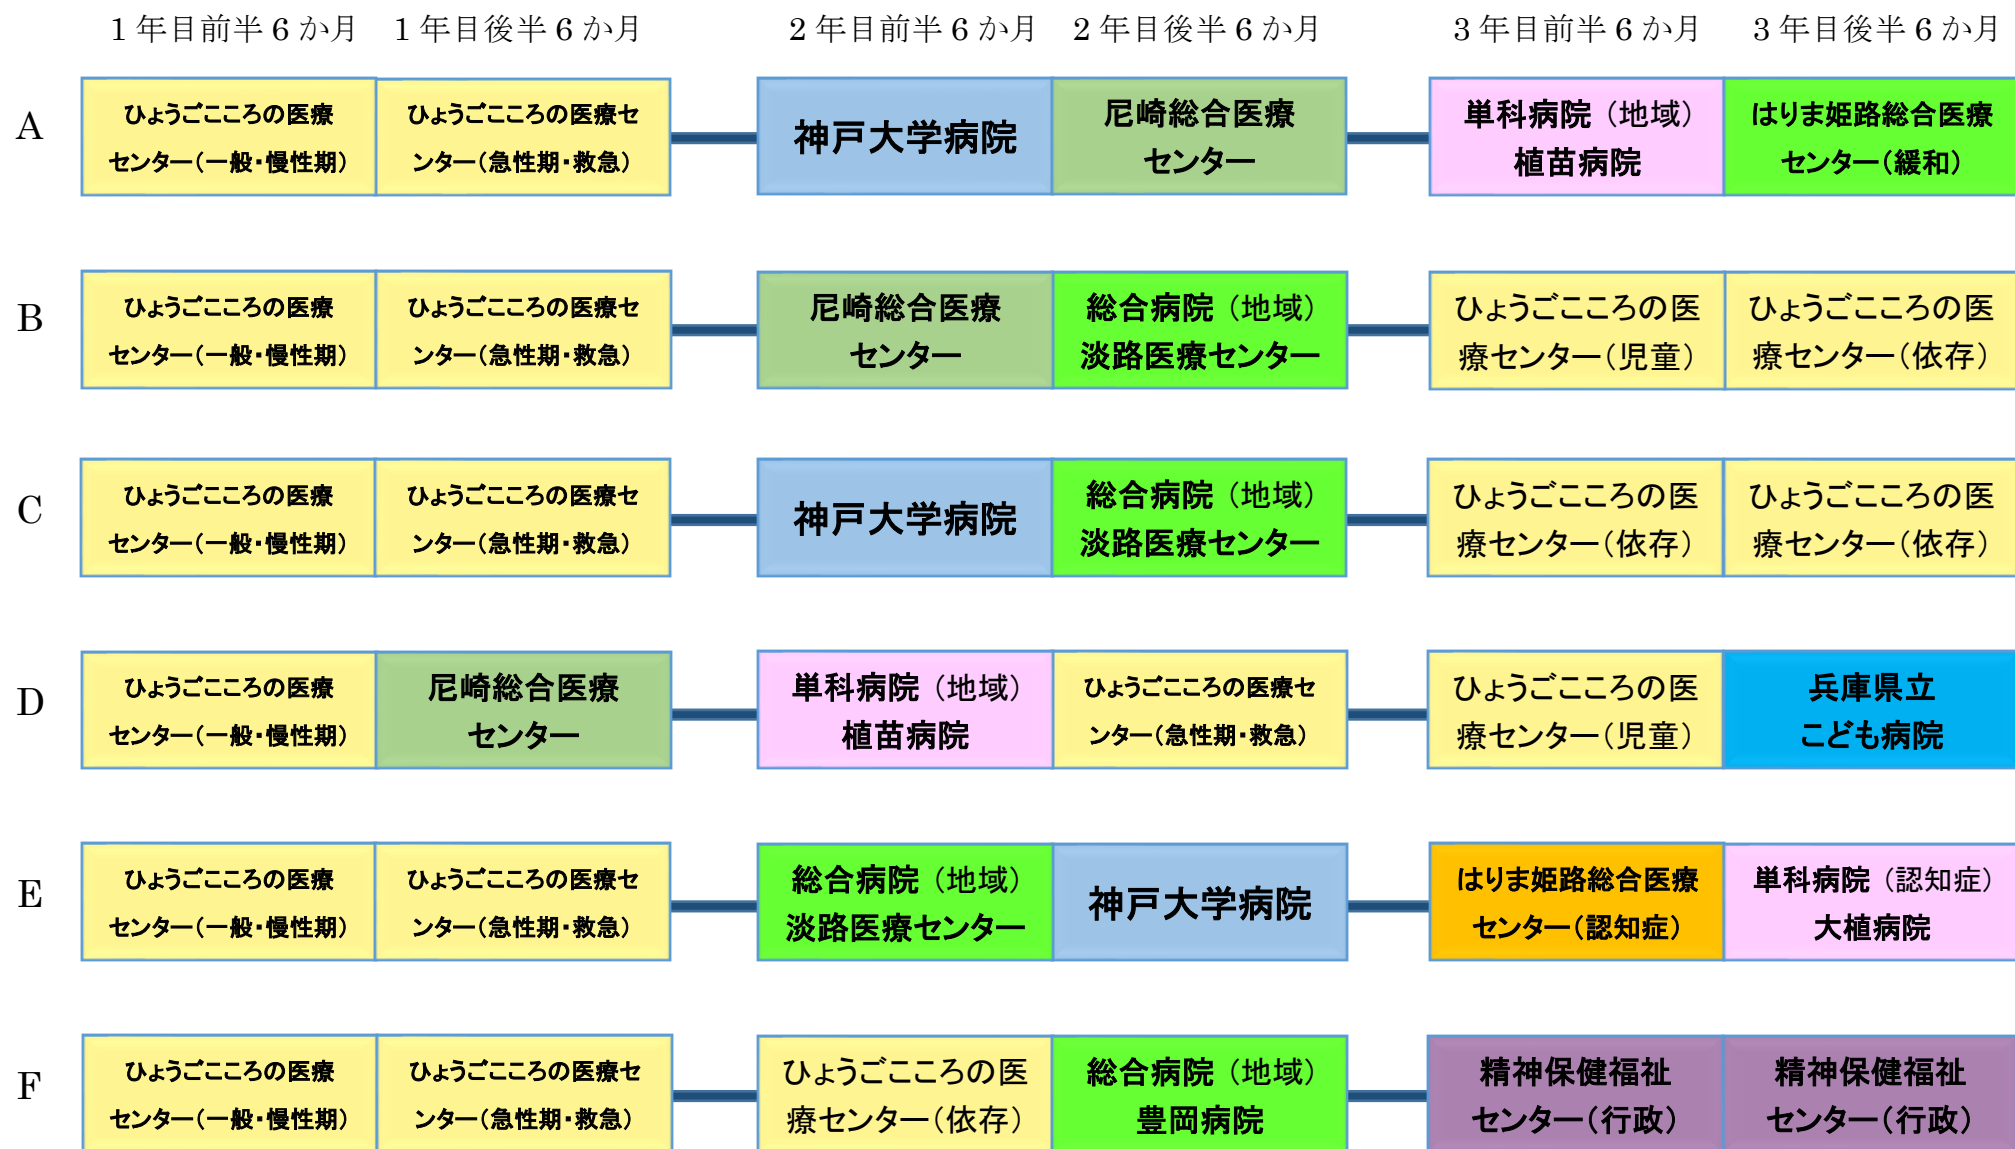 1年目前半6か月 1年目後半6か月 2年目前半6か月 2年目後半6か月 3年目前半6か月 3年目後半6か月
A
ひょうごこころの医療
センター(一般・慢性期)
ひょうごこころの医療セ
ンター(急性期・救急)
神戸大学病院
尼崎総合医療
センター
単科病院（地域）
植苗病院
はりま姫路総合医療
センター(緩和)
B
ひょうごこころの医療
センター(一般・慢性期)
ひょうごこころの医療セ
ンター(急性期・救急)
尼崎総合医療
センター
総合病院（地域）
淡路医療センター
ひょうごこころの医
療センター(児童)
ひょうごこころの医
療センター(依存)
C
ひょうごこころの医療
センター(一般・慢性期)
ひょうごこころの医療セ
ンター(急性期・救急)
神戸大学病院
総合病院（地域）
淡路医療センター
ひょうごこころの医
療センター(依存)
ひょうごこころの医
療センター(依存)
D
ひょうごこころの医療
センター(一般・慢性期)
尼崎総合医療
センター
単科病院（地域）
植苗病院
ひょうごこころの医療セ
ンター(急性期・救急)
ひょうごこころの医
療センター(児童)
兵庫県立
こども病院
E
ひょうごこころの医療
センター(一般・慢性期)
ひょうごこころの医療セ
ンター(急性期・救急)
総合病院（地域）
淡路医療センター
神戸大学病院
はりま姫路総合医療
センター(認知症)
単科病院（認知症）
大植病院
F
ひょうごこころの医療
センター(一般・慢性期)
ひょうごこころの医療セ
ンター(急性期・救急)
ひょうごこころの医
療センター(依存)
総合病院（地域）
豊岡病院
精神保健福祉
センター(行政)
精神保健福祉
センター(行政)